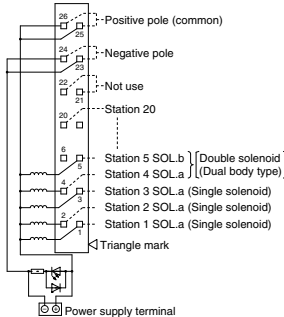 26
Positive pole (common)
25
24
Negative pole
23
22
Not use
21
20
Station 20
6
Station 5 SOL.b
Double solenoid
5
Station 4 SOL.a
(Dual body type)
4
Station 3 SOL.a (Single solenoid)
3
Station 2 SOL.a (Single solenoid)
2
Station 1 SOL.a (Single solenoid)
1
Triangle mark
Power supply terminal